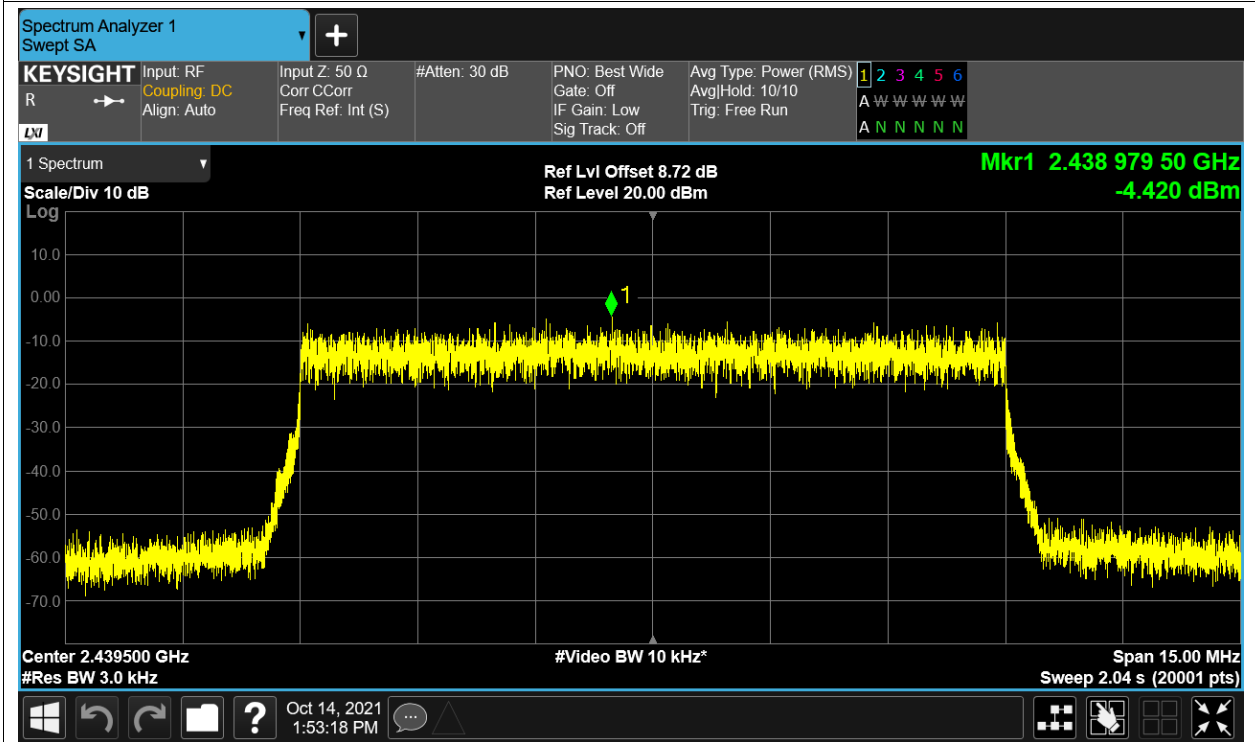 Spectrum Analyzer 1
Swept SA
+
KEYSIGHT
R
LXI
Input: RF
Coupling: DC
Align: Auto
Input Z: 50 Ω
Corr CCorr
Freq Ref: Int (S)
#Atten: 30 dB
PNO: Best Wide
Gate: Off
IF Gain: Low
Sig Track: Off
Avg Type: Power (RMS)
Avg|Hold: 10/10
Trig: Free Run
1 2 3 4 5 6
A W W W W W
A N N N N N
1 Spectrum
Scale/Div 10 dB
Log
Ref Lvl Offset 8.72 dB
Ref Level 20.00 dBm
Mkr1 2.438 979 50 GHz
-4.420 dBm
10.0
0.00
1
-10.0
-20.0
-30.0
-40.0
-50.0
-60.0
-70.0
Center 2.439500 GHz
#Res BW 3.0 kHz
#Video BW 10 kHz*
Span 15.00 MHz
Sweep 2.04 s (20001 pts)
?
Oct 14, 2021
1:53:18 PM